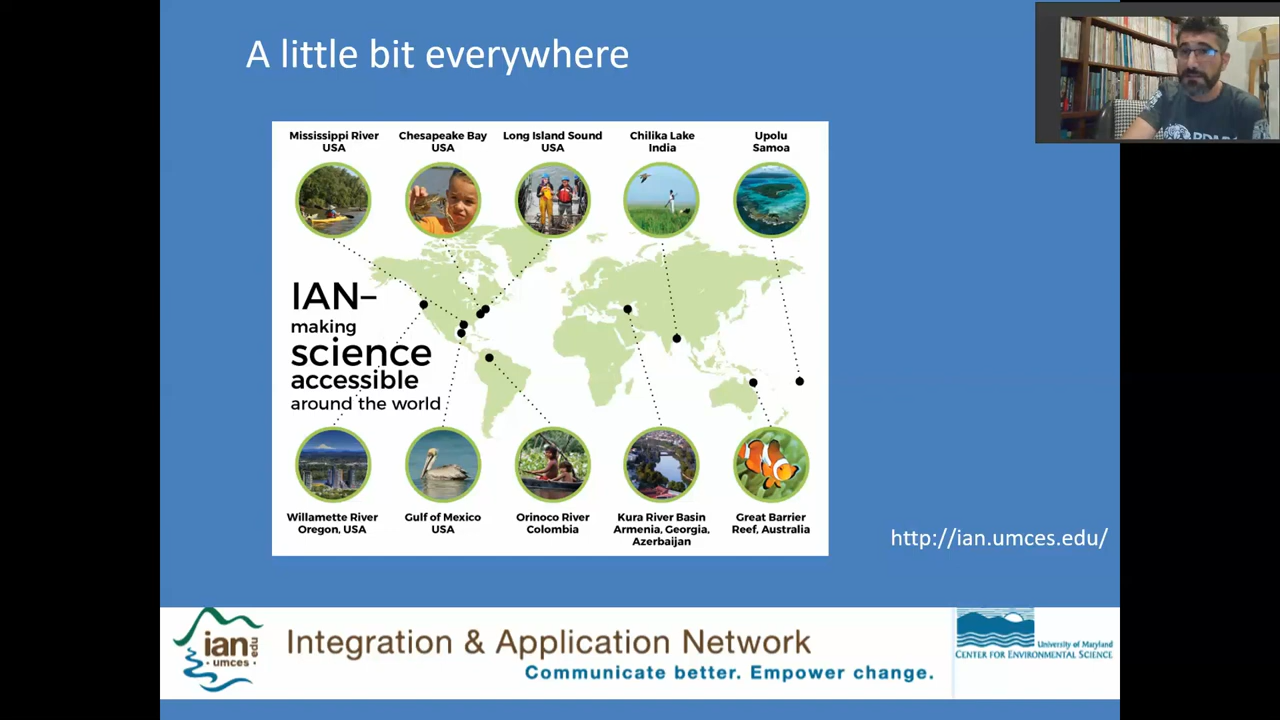 A little bit everywhere
Mississippi River
USA
Chesapeake Bay
USA
Long Island Sound
USA
Chilika Lake
India
Upolu
Samoa
IAN–
making
science
accessible
around the world
Willamette River
Oregon, USA
Gulf of Mexico
USA
Orinoco River
Colombia
Kura River Basin
Armenia, Georgia,
Azerbaijan
Great Barrier
Reef, Australia
http://ian.umces.edu/
ian
edu
• umces •
Integration & Application Network
Communicate better. Empower change.
University of Maryland
CENTER FOR ENVIRONMENTAL SCIENCE